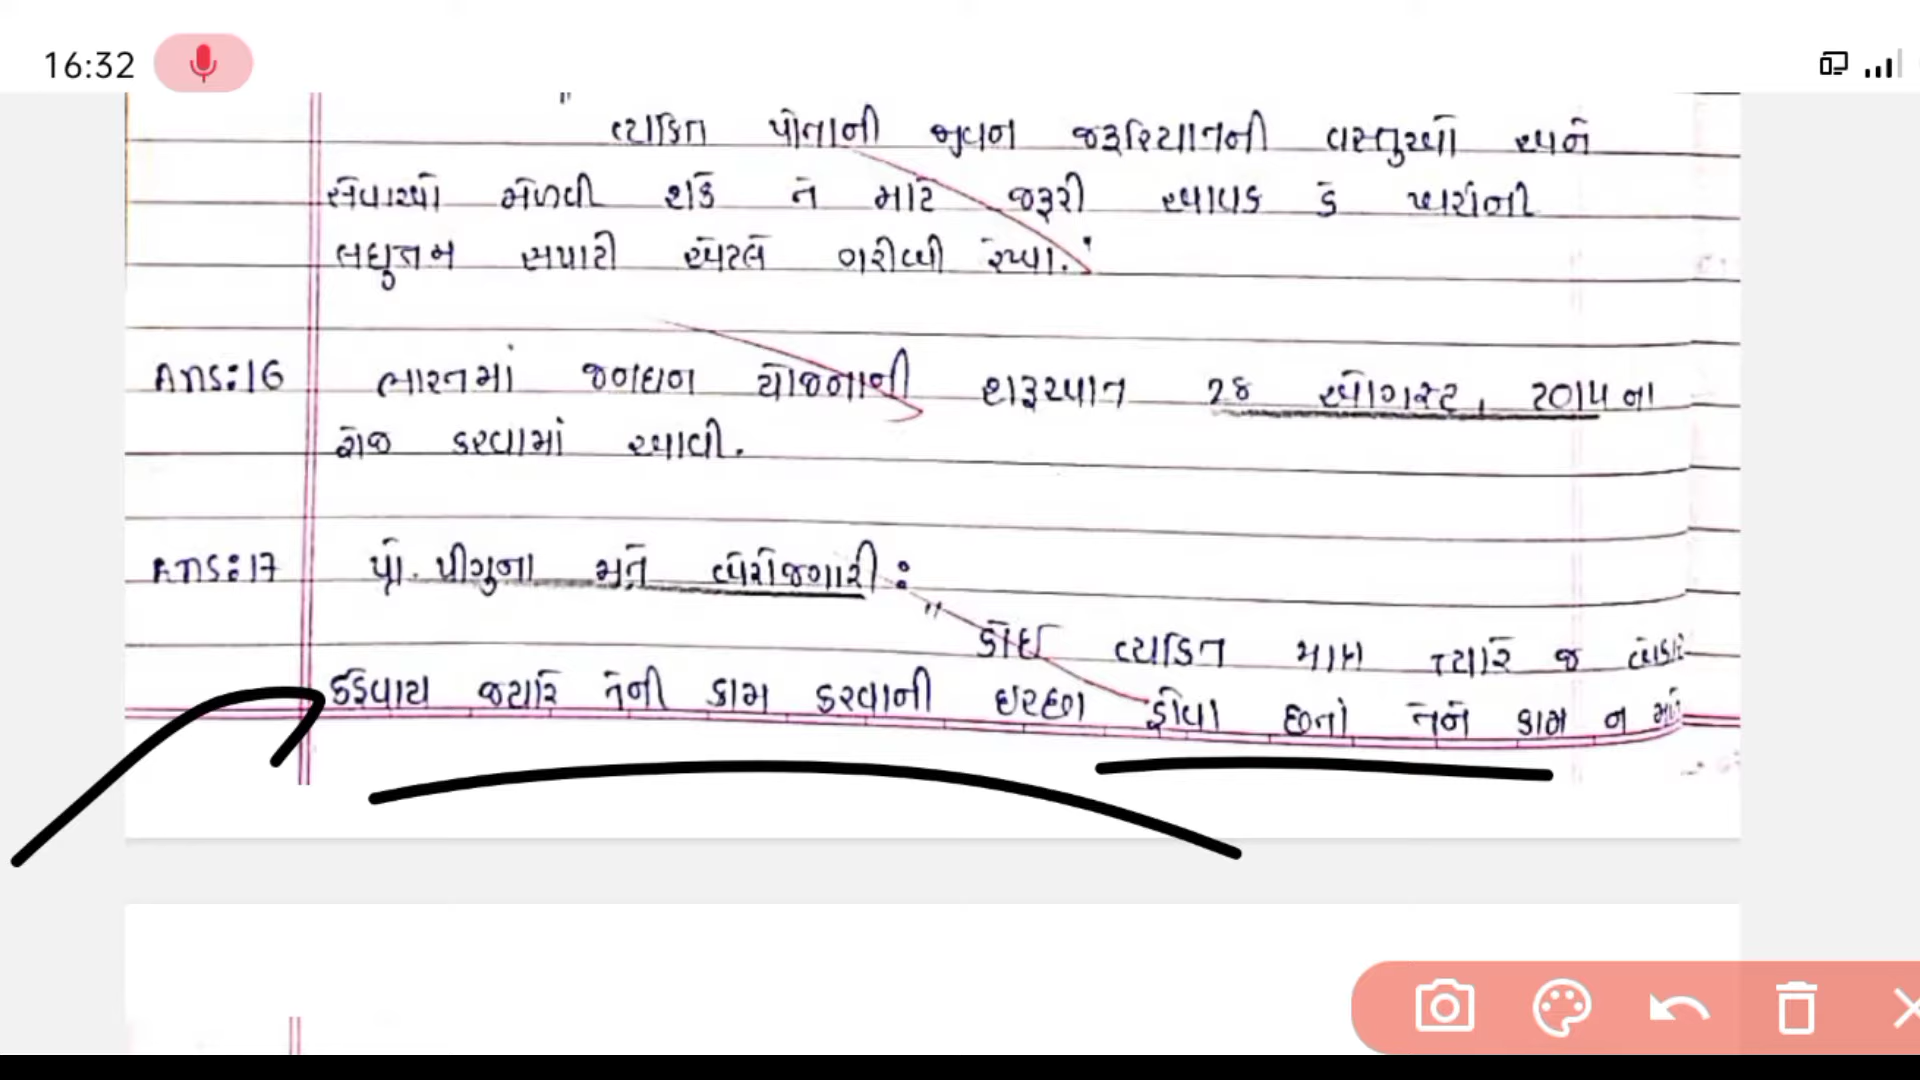 16:32
" વ્યકિત પોતાની જીવન જરૂરિયાતની વસ્તુઓ અને
સેવાઓ મેળવી શકે તે માટે જરૂરી આવક કે ખર્ચની
લઘુત્તમ સપાટી એટલે ગરીબી રેખા."
Ans:16 ભારતમાં જનધન યોજનાની શરૂઆત 28 ઓગસ્ટ, 2014 ના
રોજ કરવામાં આવી.
Ans:17 પ્રો. પીગુના મતે બેરોજગારી :
" કોઈ વ્યકિત માત્ર ત્યારે જ બેકાર
કહેવાય જયારે તેની કામ કરવાની ઇચ્છા હોવા છતાં તેને કામ ન મળે